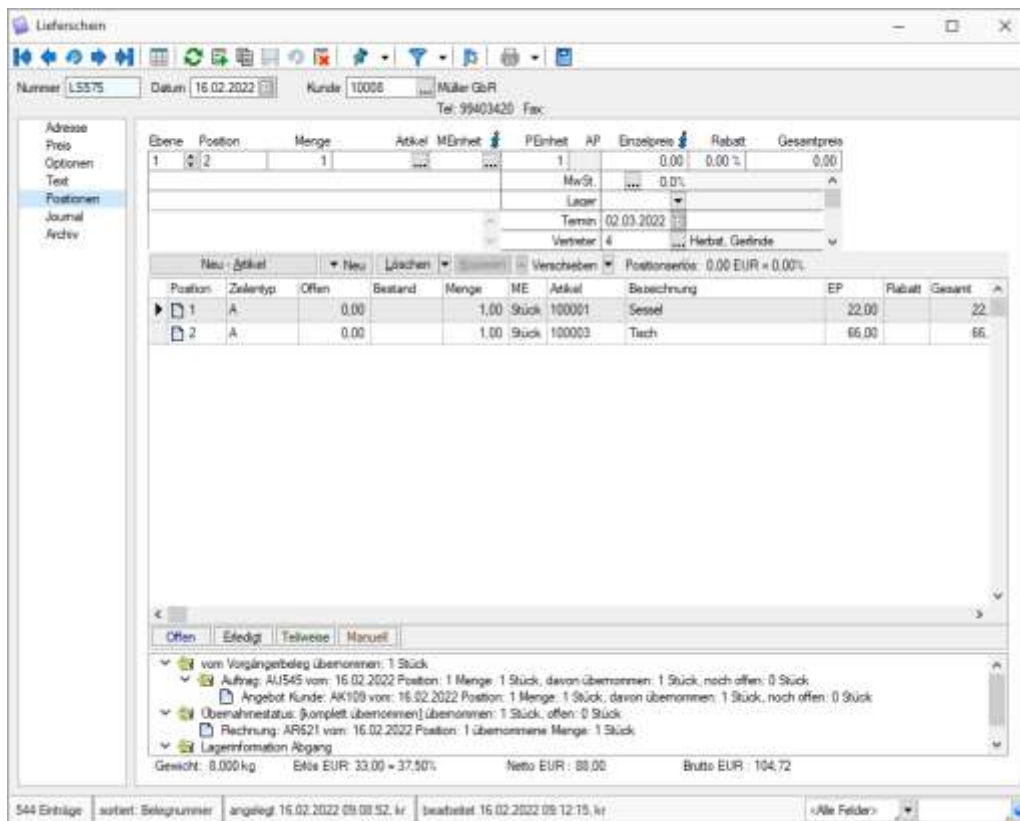 Lieferschein
Nummer LS575 Datum 16.02.2022 Kunde 10008 ... Müller GbR
Tel: 99403420 Fax:
Adresse
Preis
Optionen
Text
Positionen
Journal
Archiv
Ebene Position Menge Artikel MEinheit PEinheit AP Einzelpreis Rabatt Gesamtpreis
1 2 1 ... ... 1 0.00 0.00 % 0.00
MwSt. ... 0.0%
Lager
Termin 02.03.2022
Vertreter 4 ... Herbst, Gerlinde
Neu - Artikel Neu Löschen Verschieben Positionserlös: 0.00 EUR = 0.00%
Position Zeilentyp Offen Bestand Menge ME Artikel Bezeichnung EP Rabatt Gesamt
1 A 0,00 1,00 Stück 100001 Sessel 22,00 22,
2 A 0,00 1,00 Stück 100003 Tisch 66,00 66,
Offen Erledigt Teilweise Manuell
vom Vorgängerbeleg übernommen: 1 Stück
Auftrag: AU545 vom: 16.02.2022 Position: 1 Menge: 1 Stück, davon übernommen: 1 Stück, noch offen: 0 Stück
Angebot Kunde: AK109 vom: 16.02.2022 Position: 1 Menge: 1 Stück, davon übernommen: 1 Stück, noch offen: 0 Stück
Übernahmestatus: [komplett übernommen] übernommen: 1 Stück, offen: 0 Stück
Rechnung: AR621 vom: 16.02.2022 Position: 1 übernommene Menge: 1 Stück
Lagerinformation Abgang
Gewicht: 8,000 kg Erlös EUR: 33,00 = 37,50% Netto EUR : 88,00 Brutto EUR : 104,72
544 Einträge sortiert: Belegnummer angelegt 16.02.2022 09:08:52, kr bearbeitet 16.02.2022 09:12:15, kr <Alle Felder>